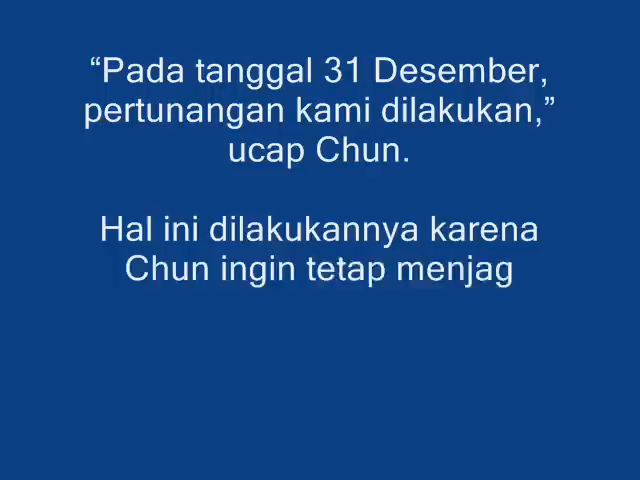 “Pada tanggal 31 Desember,
pertunangan kami dilakukan,”
ucap Chun.
Hal ini dilakukannya karena
Chun ingin tetap menjag